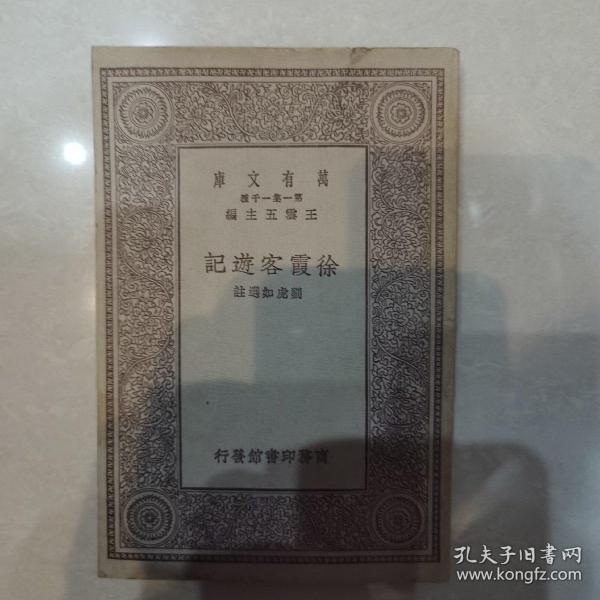 萬有文庫
第一集一千種
王雲五主編
徐霞客遊記
劉虎如選註
商務印書館發行
孔夫子旧书网
www.kongfz.com